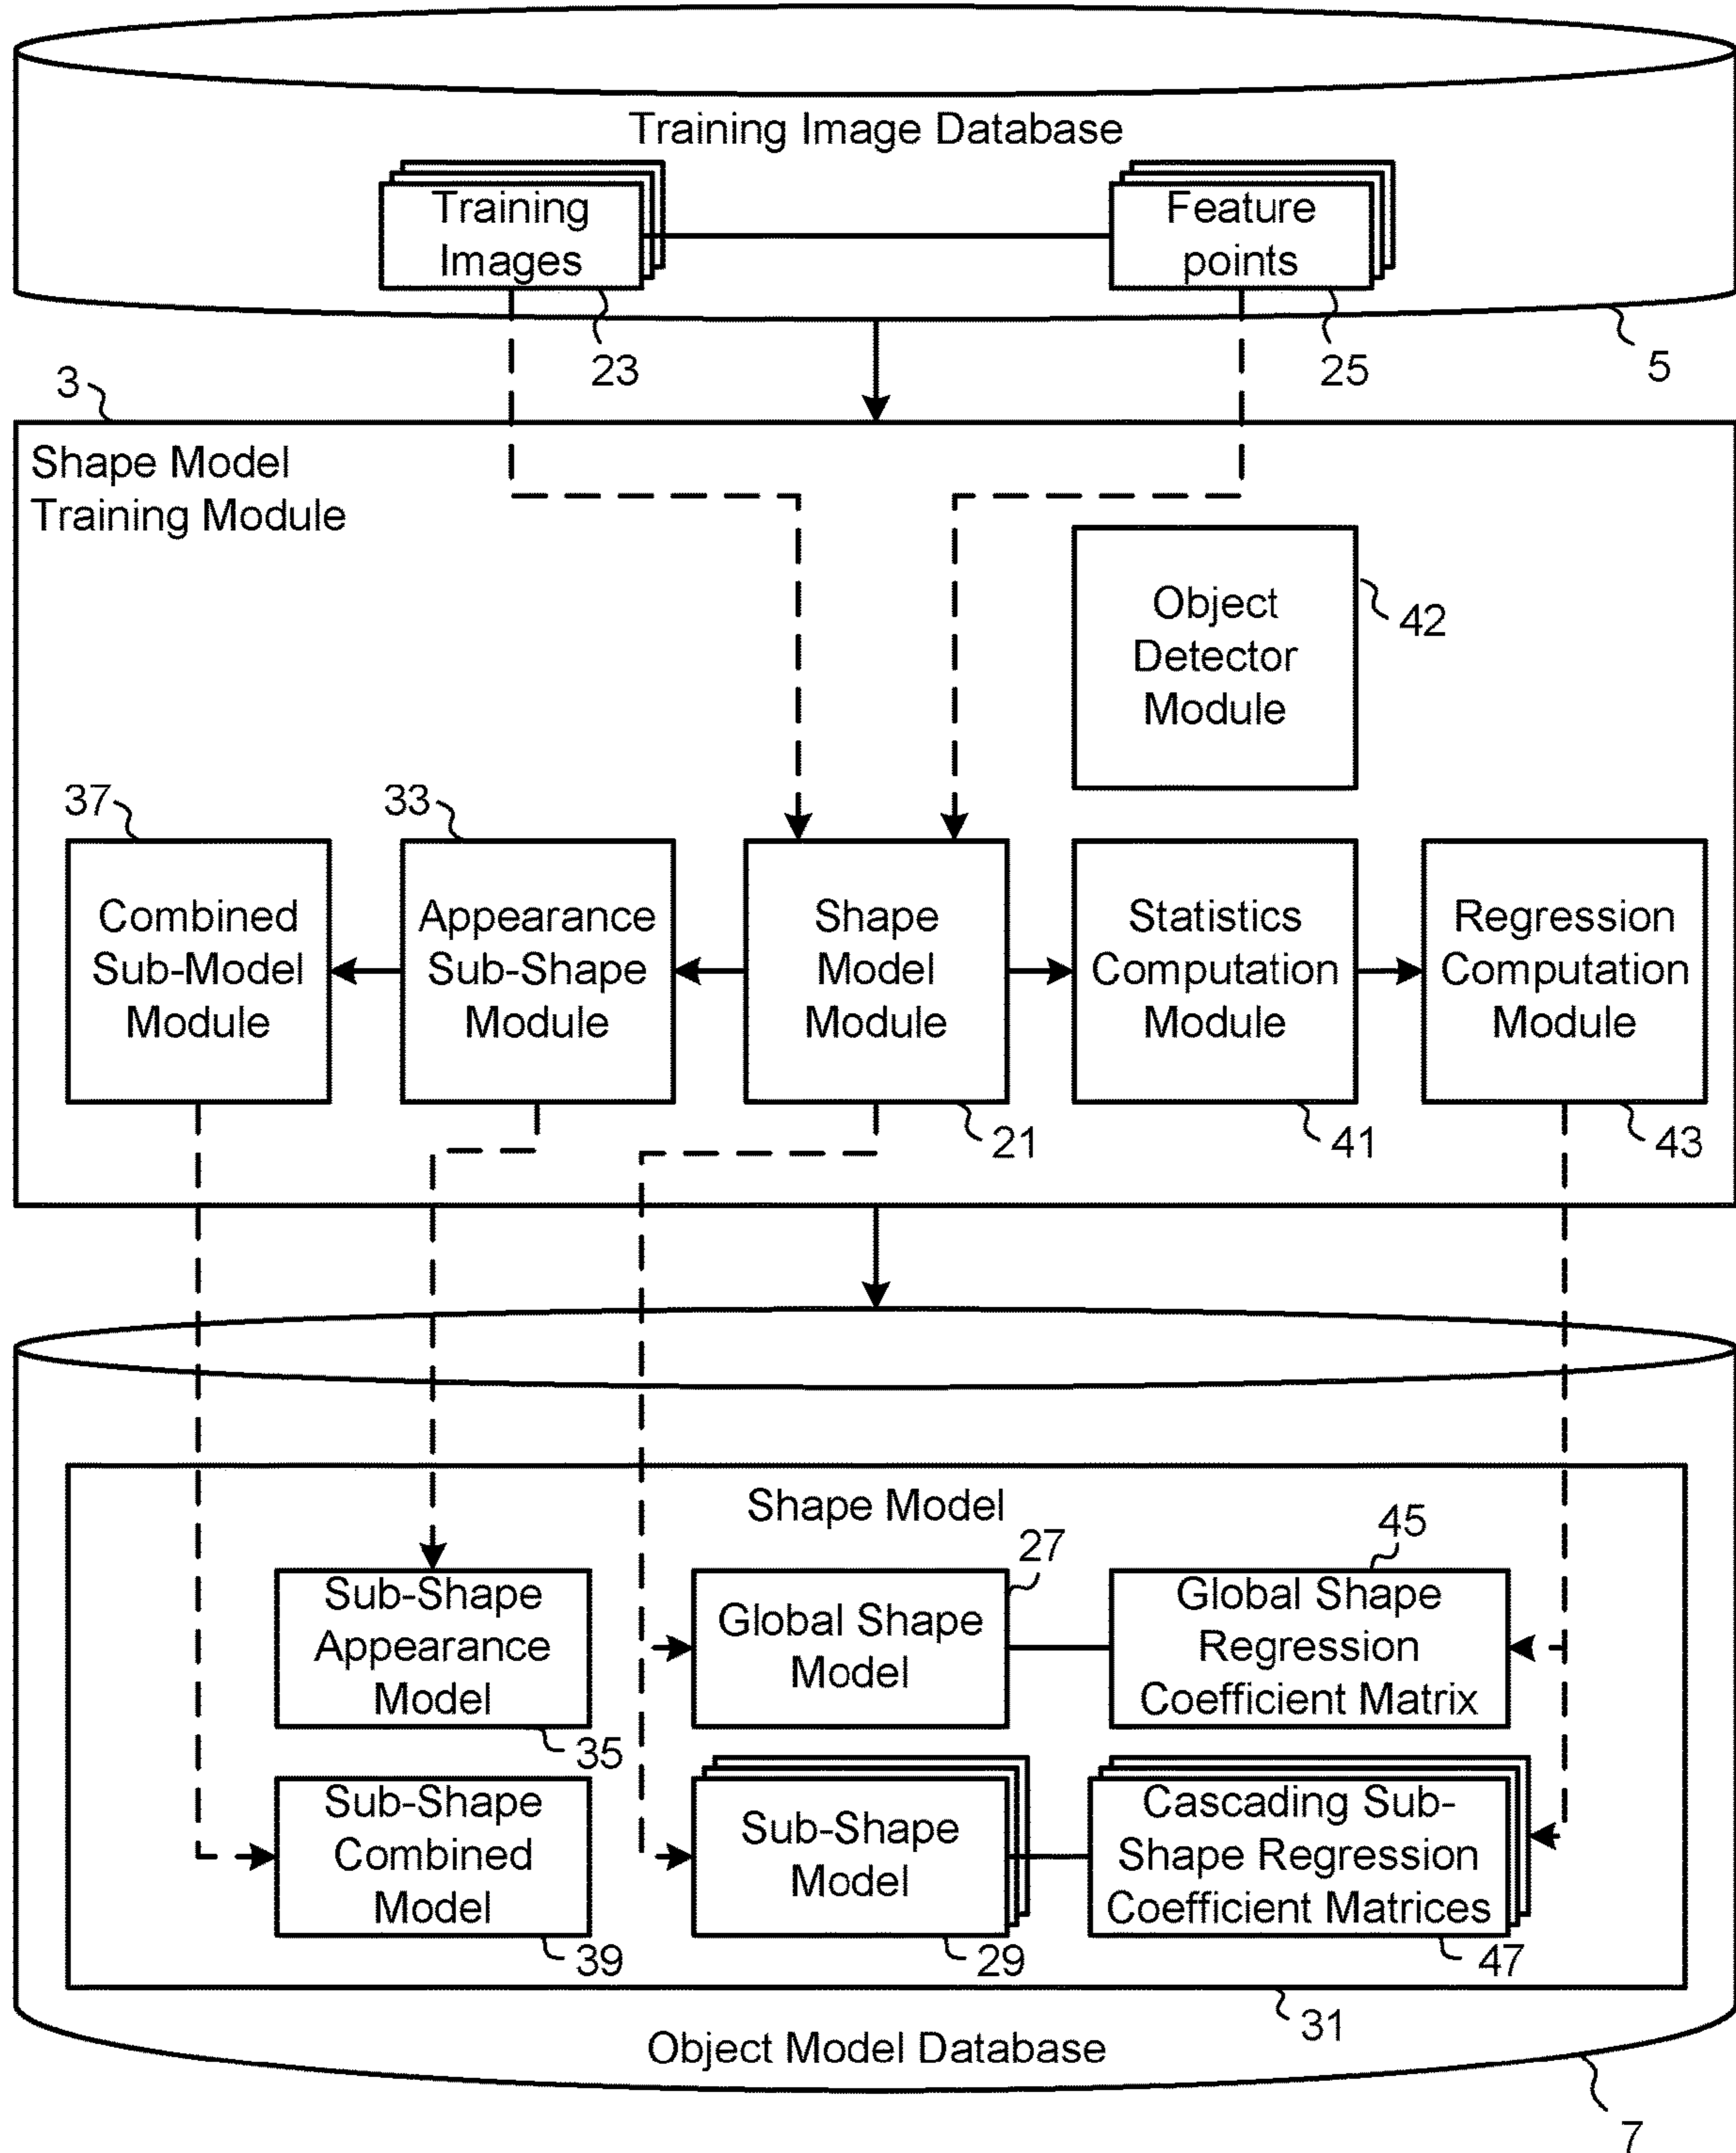 Training Image Database
Training
Images
Feature
points
23
25
5
3
Shape Model
Training Module
Object
Detector
Module
42
37
33
Combined
Sub-Model
Module
Appearance
Sub-Shape
Module
Shape
Model
Module
Statistics
Computation
Module
Regression
Computation
Module
21
41
43
Shape Model
27
45
Sub-Shape
Appearance
Model
Global Shape
Model
Global Shape
Regression
Coefficient Matrix
35
Sub-Shape
Combined
Model
Sub-Shape
Model
Cascading Sub-
Shape Regression
Coefficient Matrices
39
29
47
31
Object Model Database
7